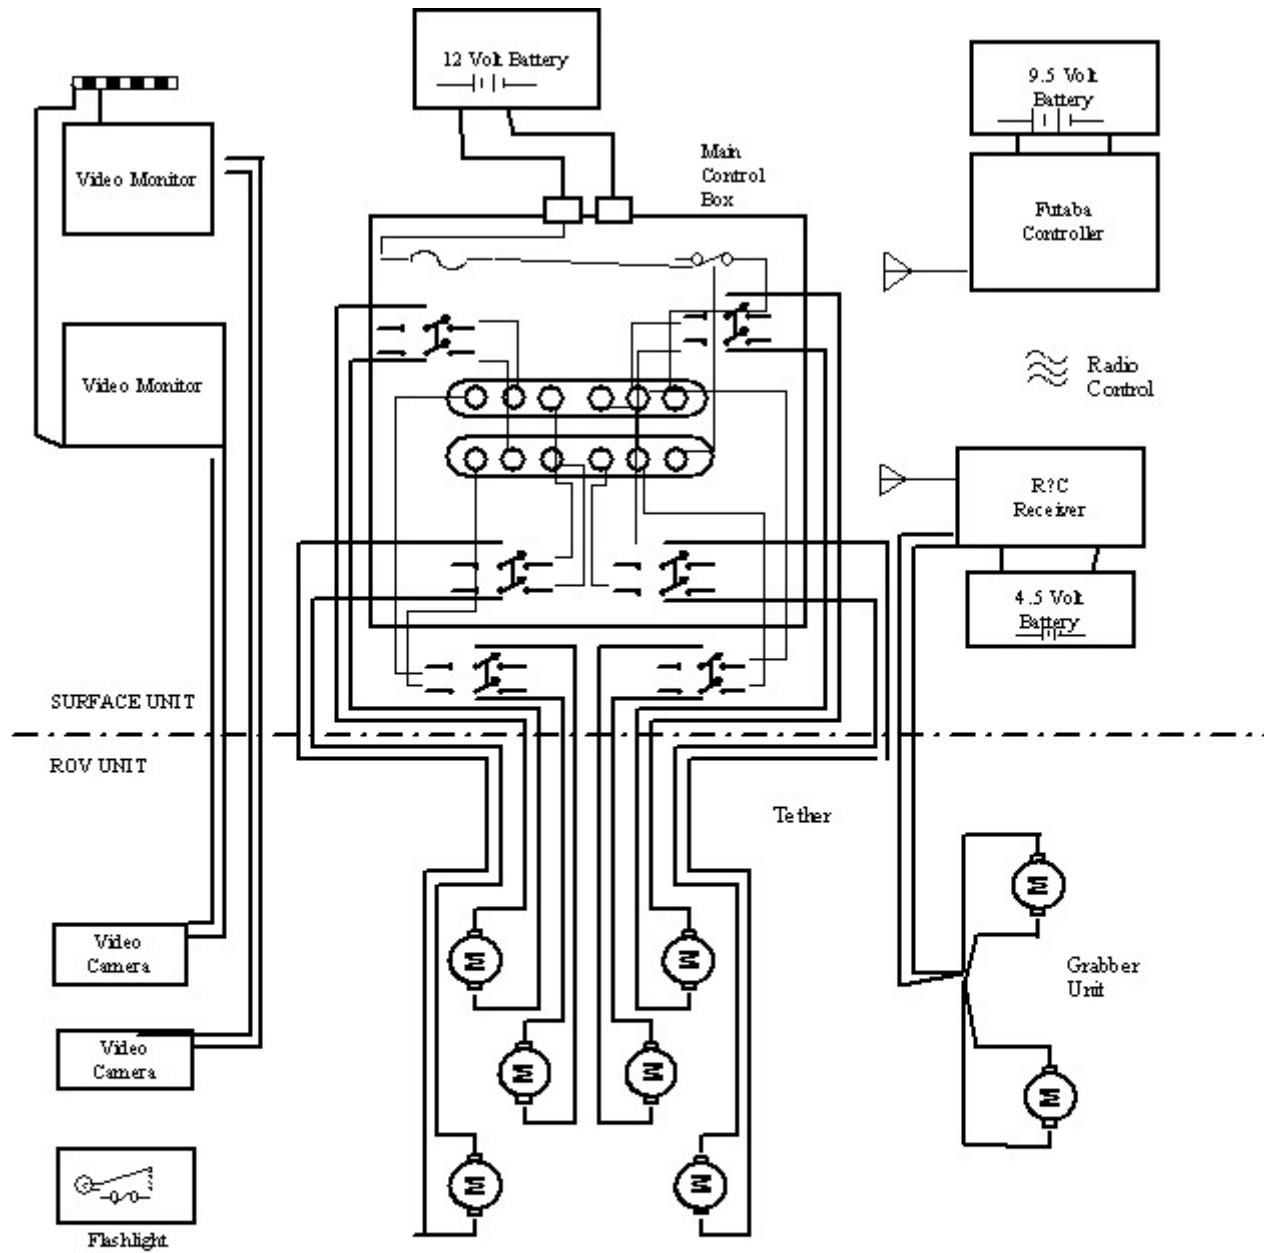 12 Volt Battery
9.5 Volt
Battery
Video Monitor
Main
Control
Box
Futaba
Controller
Video Monitor
Radio
Control
R?C
Receiver
4.5 Volt
Battery
SURFACE UNIT
ROV UNIT
Tether
M
Video
Camera
M
M
Grabber
Unit
Video
Camera
M
M
M
M
M
Flashlight